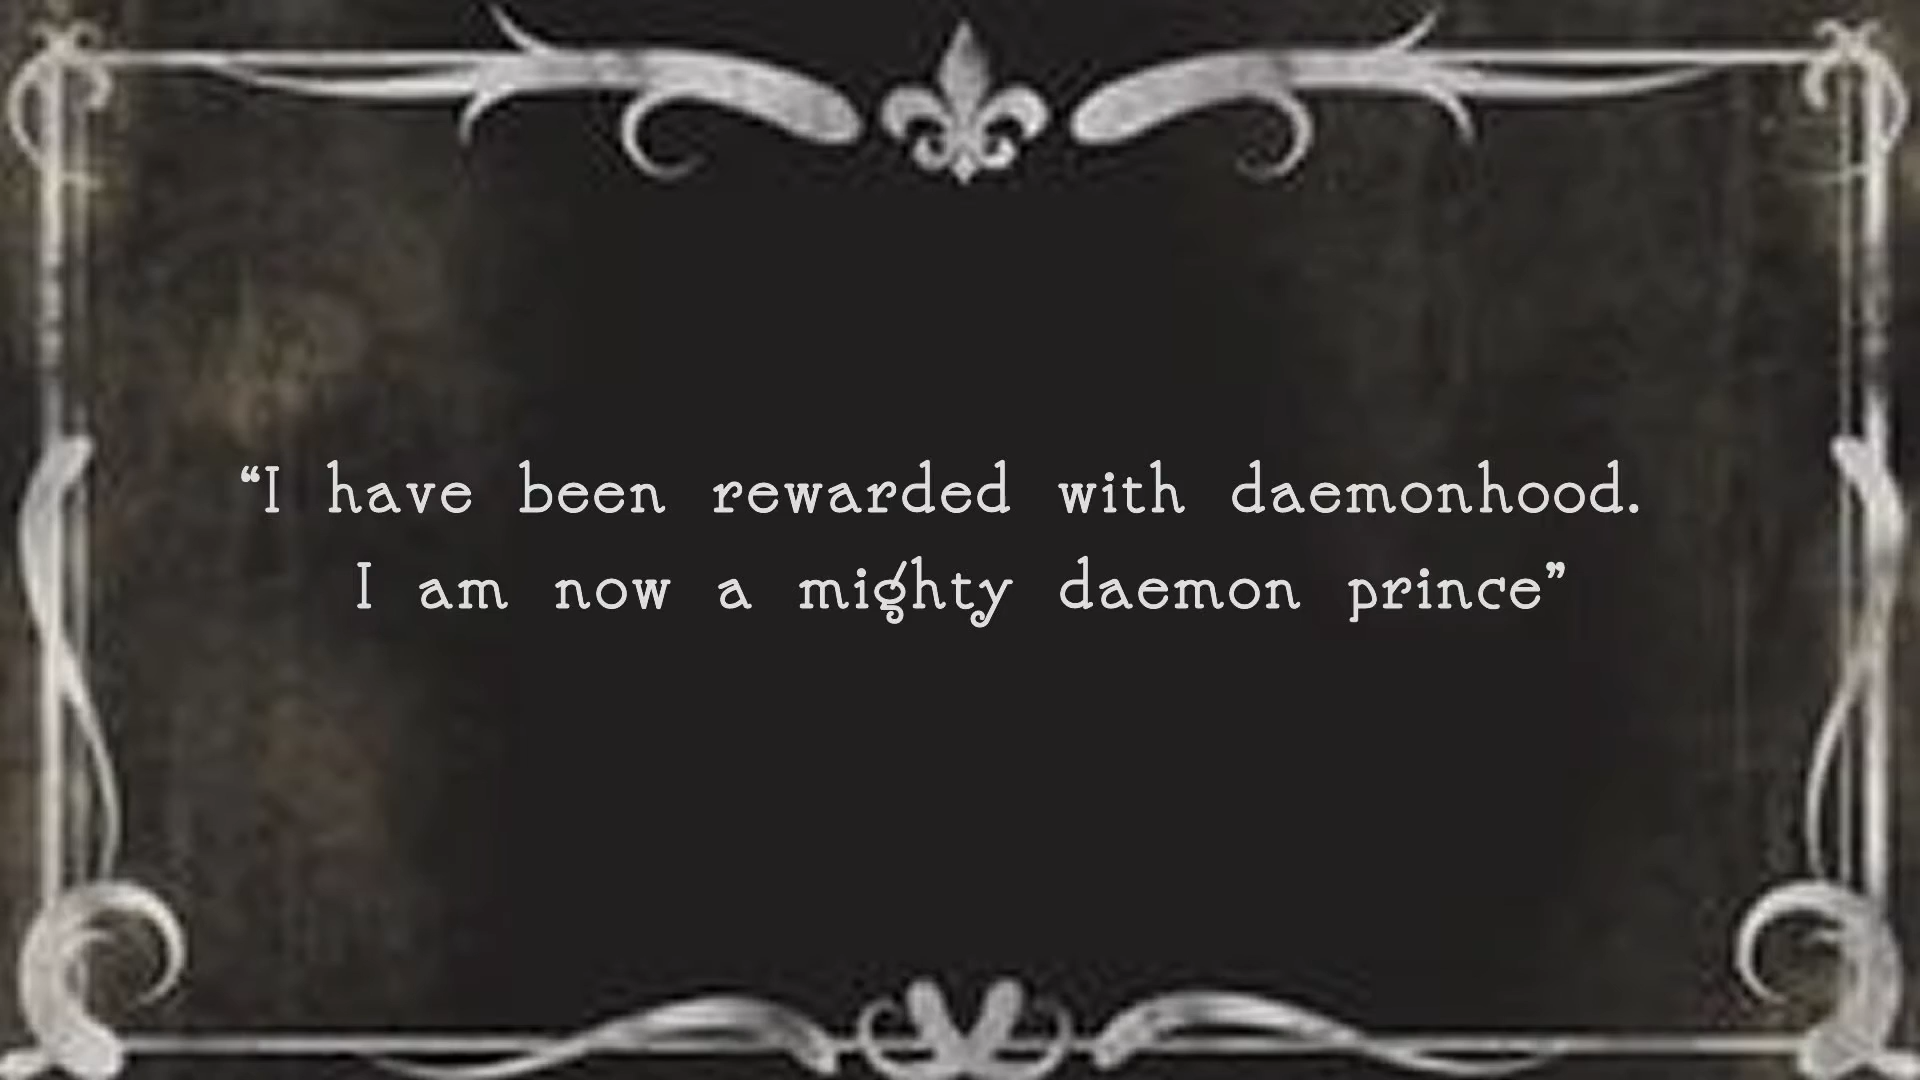 “I have been rewarded with daemonhood.
I am now a mighty daemon prince”